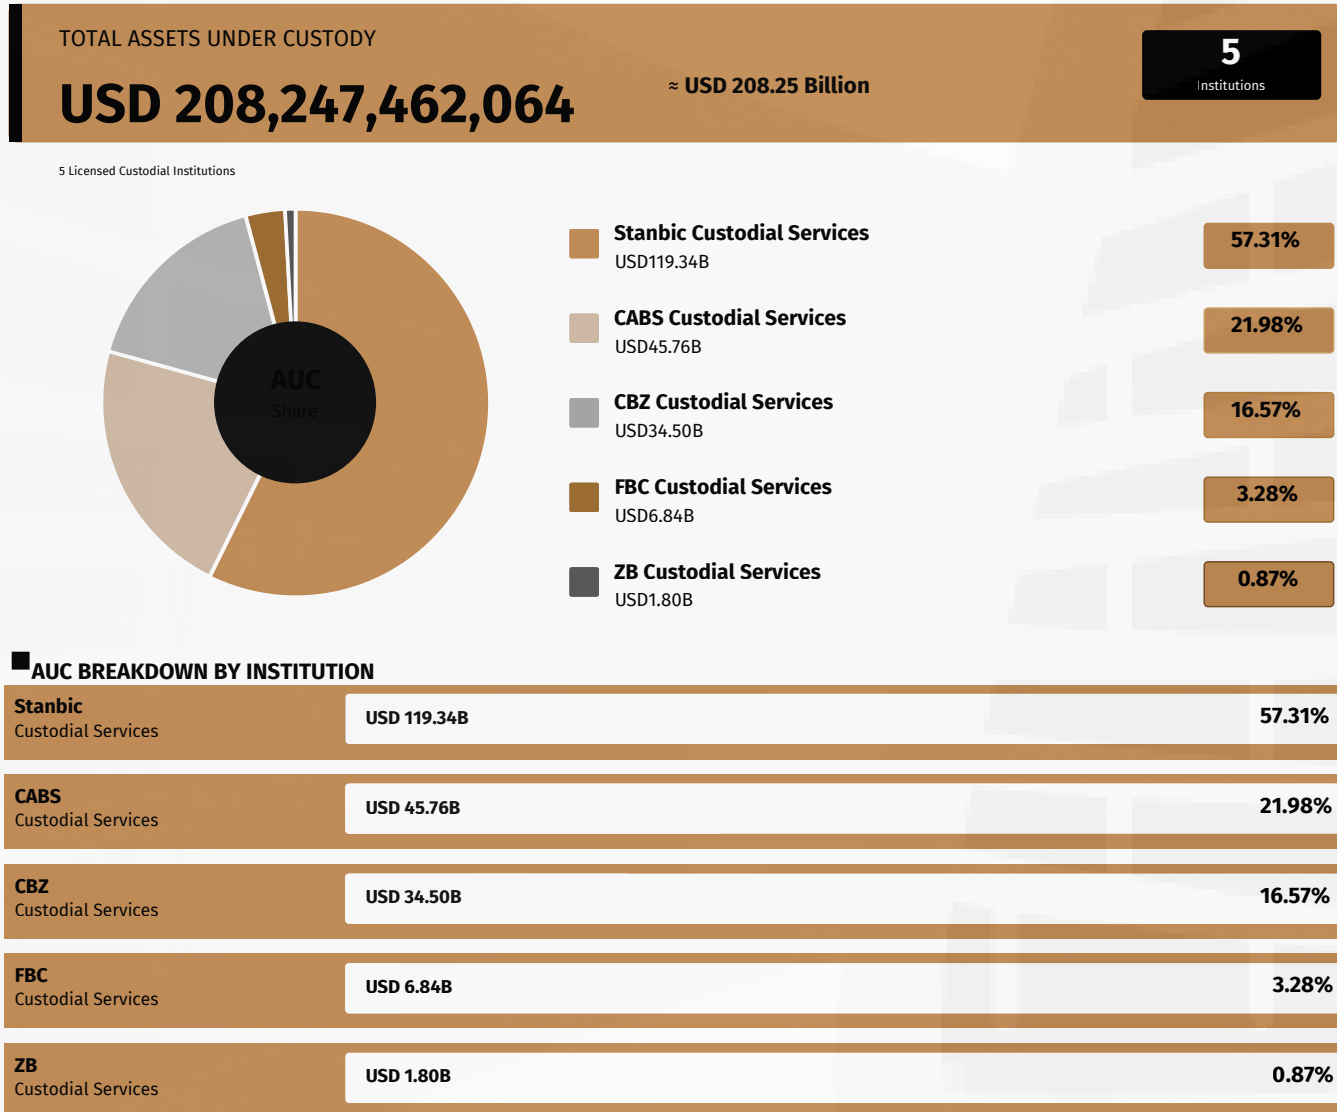 TOTAL ASSETS UNDER CUSTODY
USD 208,247,462,064
≈ USD 208.25 Billion
5
Institutions
5 Licensed Custodial Institutions
AUC
Share
Stanbic Custodial Services
USD119.34B
57.31%
CABS Custodial Services
USD45.76B
21.98%
CBZ Custodial Services
USD34.50B
16.57%
FBC Custodial Services
USD6.84B
3.28%
ZB Custodial Services
USD1.80B
0.87%
AUC BREAKDOWN BY INSTITUTION
Stanbic
Custodial Services
USD 119.34B
57.31%
CABS
Custodial Services
USD 45.76B
21.98%
CBZ
Custodial Services
USD 34.50B
16.57%
FBC
Custodial Services
USD 6.84B
3.28%
ZB
Custodial Services
USD 1.80B
0.87%